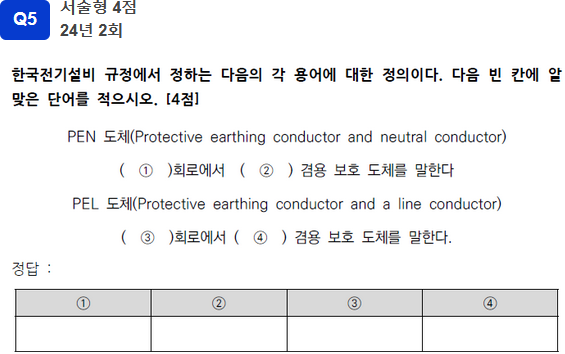 Q5
서술형 4점
24년 2회
한국전기설비 규정에서 정하는 다음의 각 용어에 대한 정의이다. 다음 빈 칸에 알
맞은 단어를 적으시오. [4점]
PEN 도체(Protective earthing conductor and neutral conductor)
( ① )회로에서 ( ② ) 겸용 보호 도체를 말한다
PEL 도체(Protective earthing conductor and a line conductor)
( ③ )회로에서 ( ④ ) 겸용 보호 도체를 말한다.
정답 :
① ② ③ ④